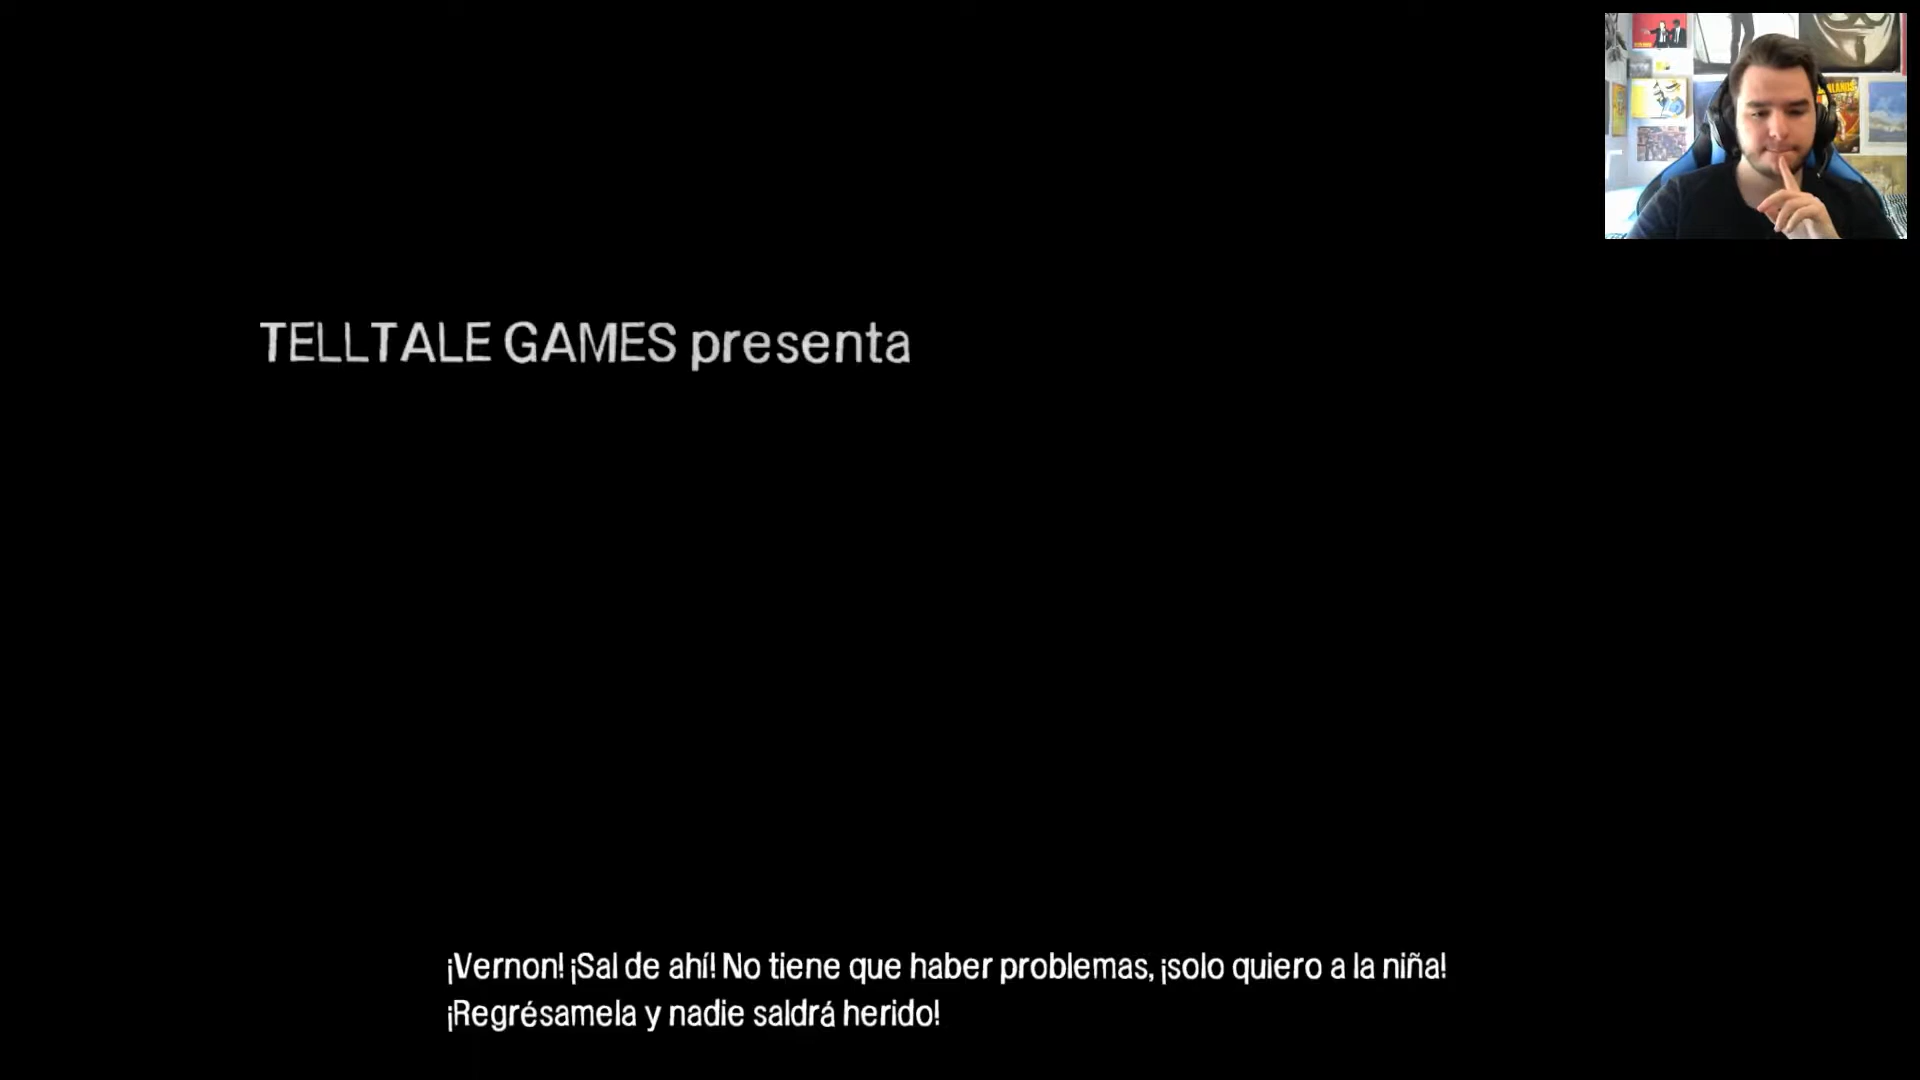 TELLTALE GAMES presenta
¡Vernon! ¡Sal de ahí! No tiene que haber problemas, ¡solo quiero a la niña!
¡Regrésamela y nadie saldrá herido!